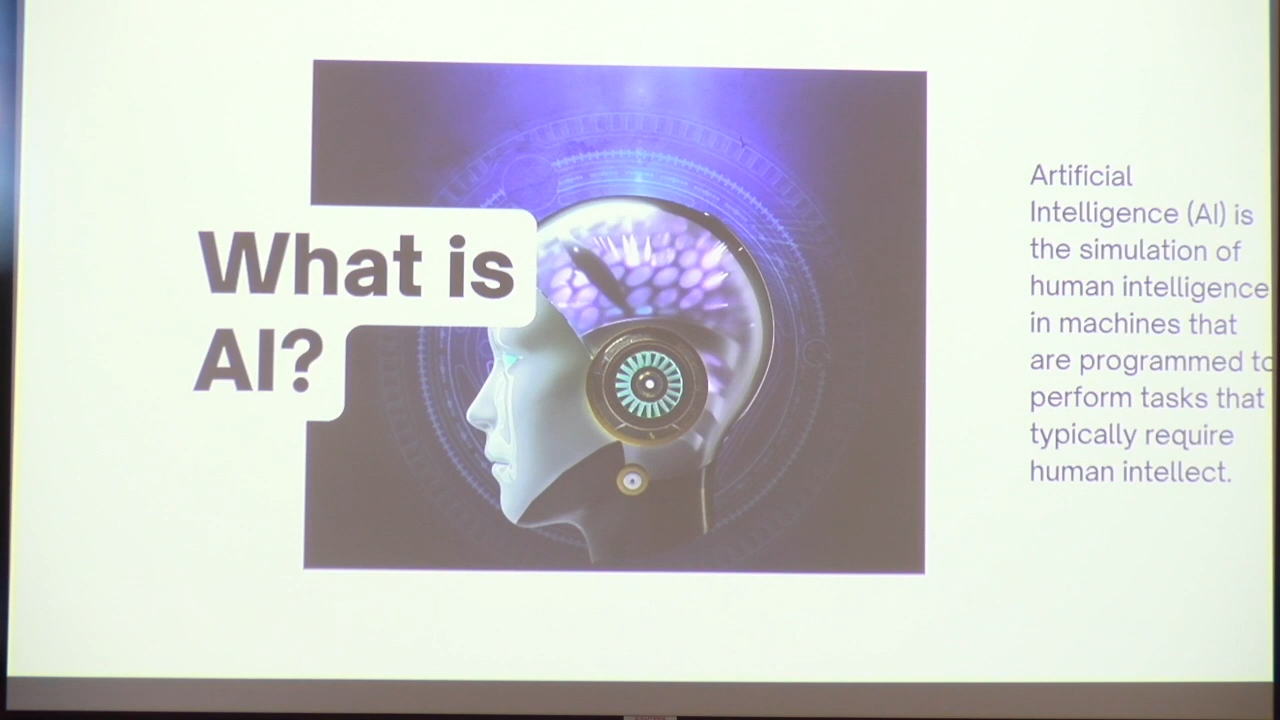 What is
AI?
Artificial
Intelligence (AI) is
the simulation of
human intelligence
in machines that
are programmed to
perform tasks that
typically require
human intellect.